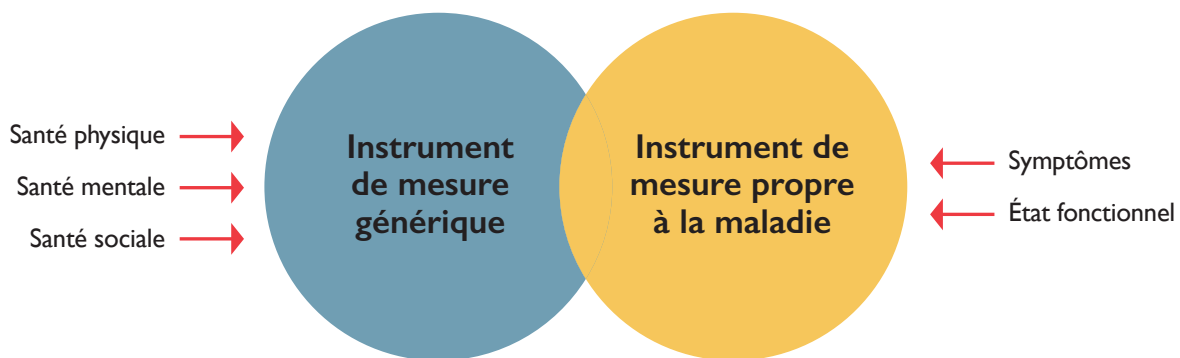 Santé physique
Santé mentale
Santé sociale
Instrument
de mesure
générique
Instrument de
mesure propre
à la maladie
Symptômes
État fonctionnel